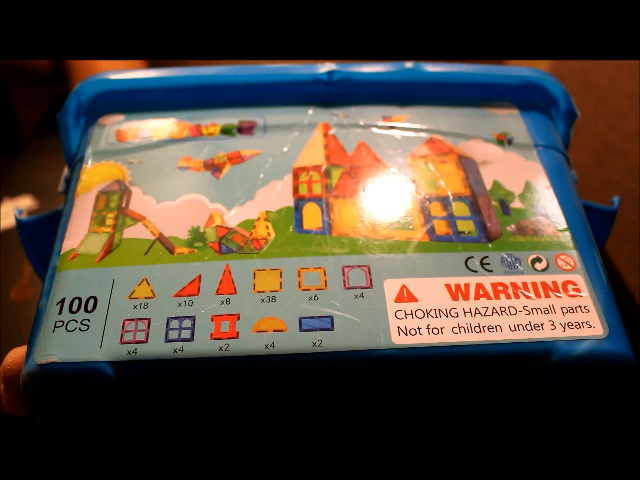 100
PCS
x18 x10 x8 x38 x6 x4
x4 x4 x2 x4 x2
CE
WARNING
CHOKING HAZARD-Small parts
Not for children under 3 years.